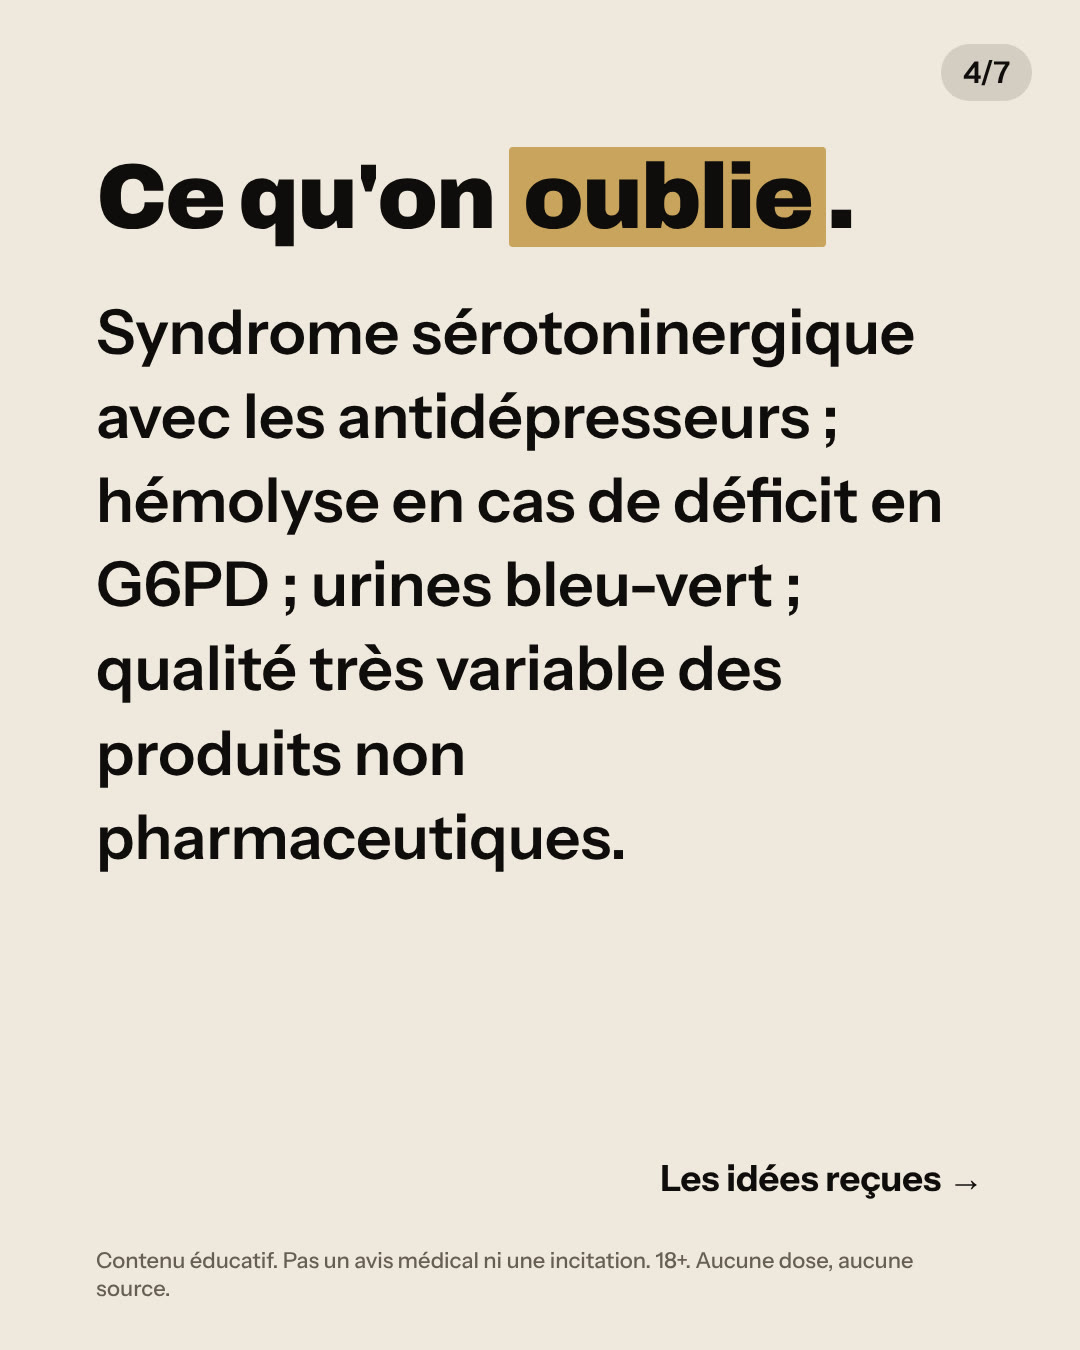 4/7
Ce qu'on oublie.
Syndrome sérotoninergique
avec les antidépresseurs ;
hémolyse en cas de déficit en
G6PD ; urines bleu-vert ;
qualité très variable des
produits non
pharmaceutiques.
Les idées reçues →
Contenu éducatif. Pas un avis médical ni une incitation. 18+. Aucune dose, aucune
source.